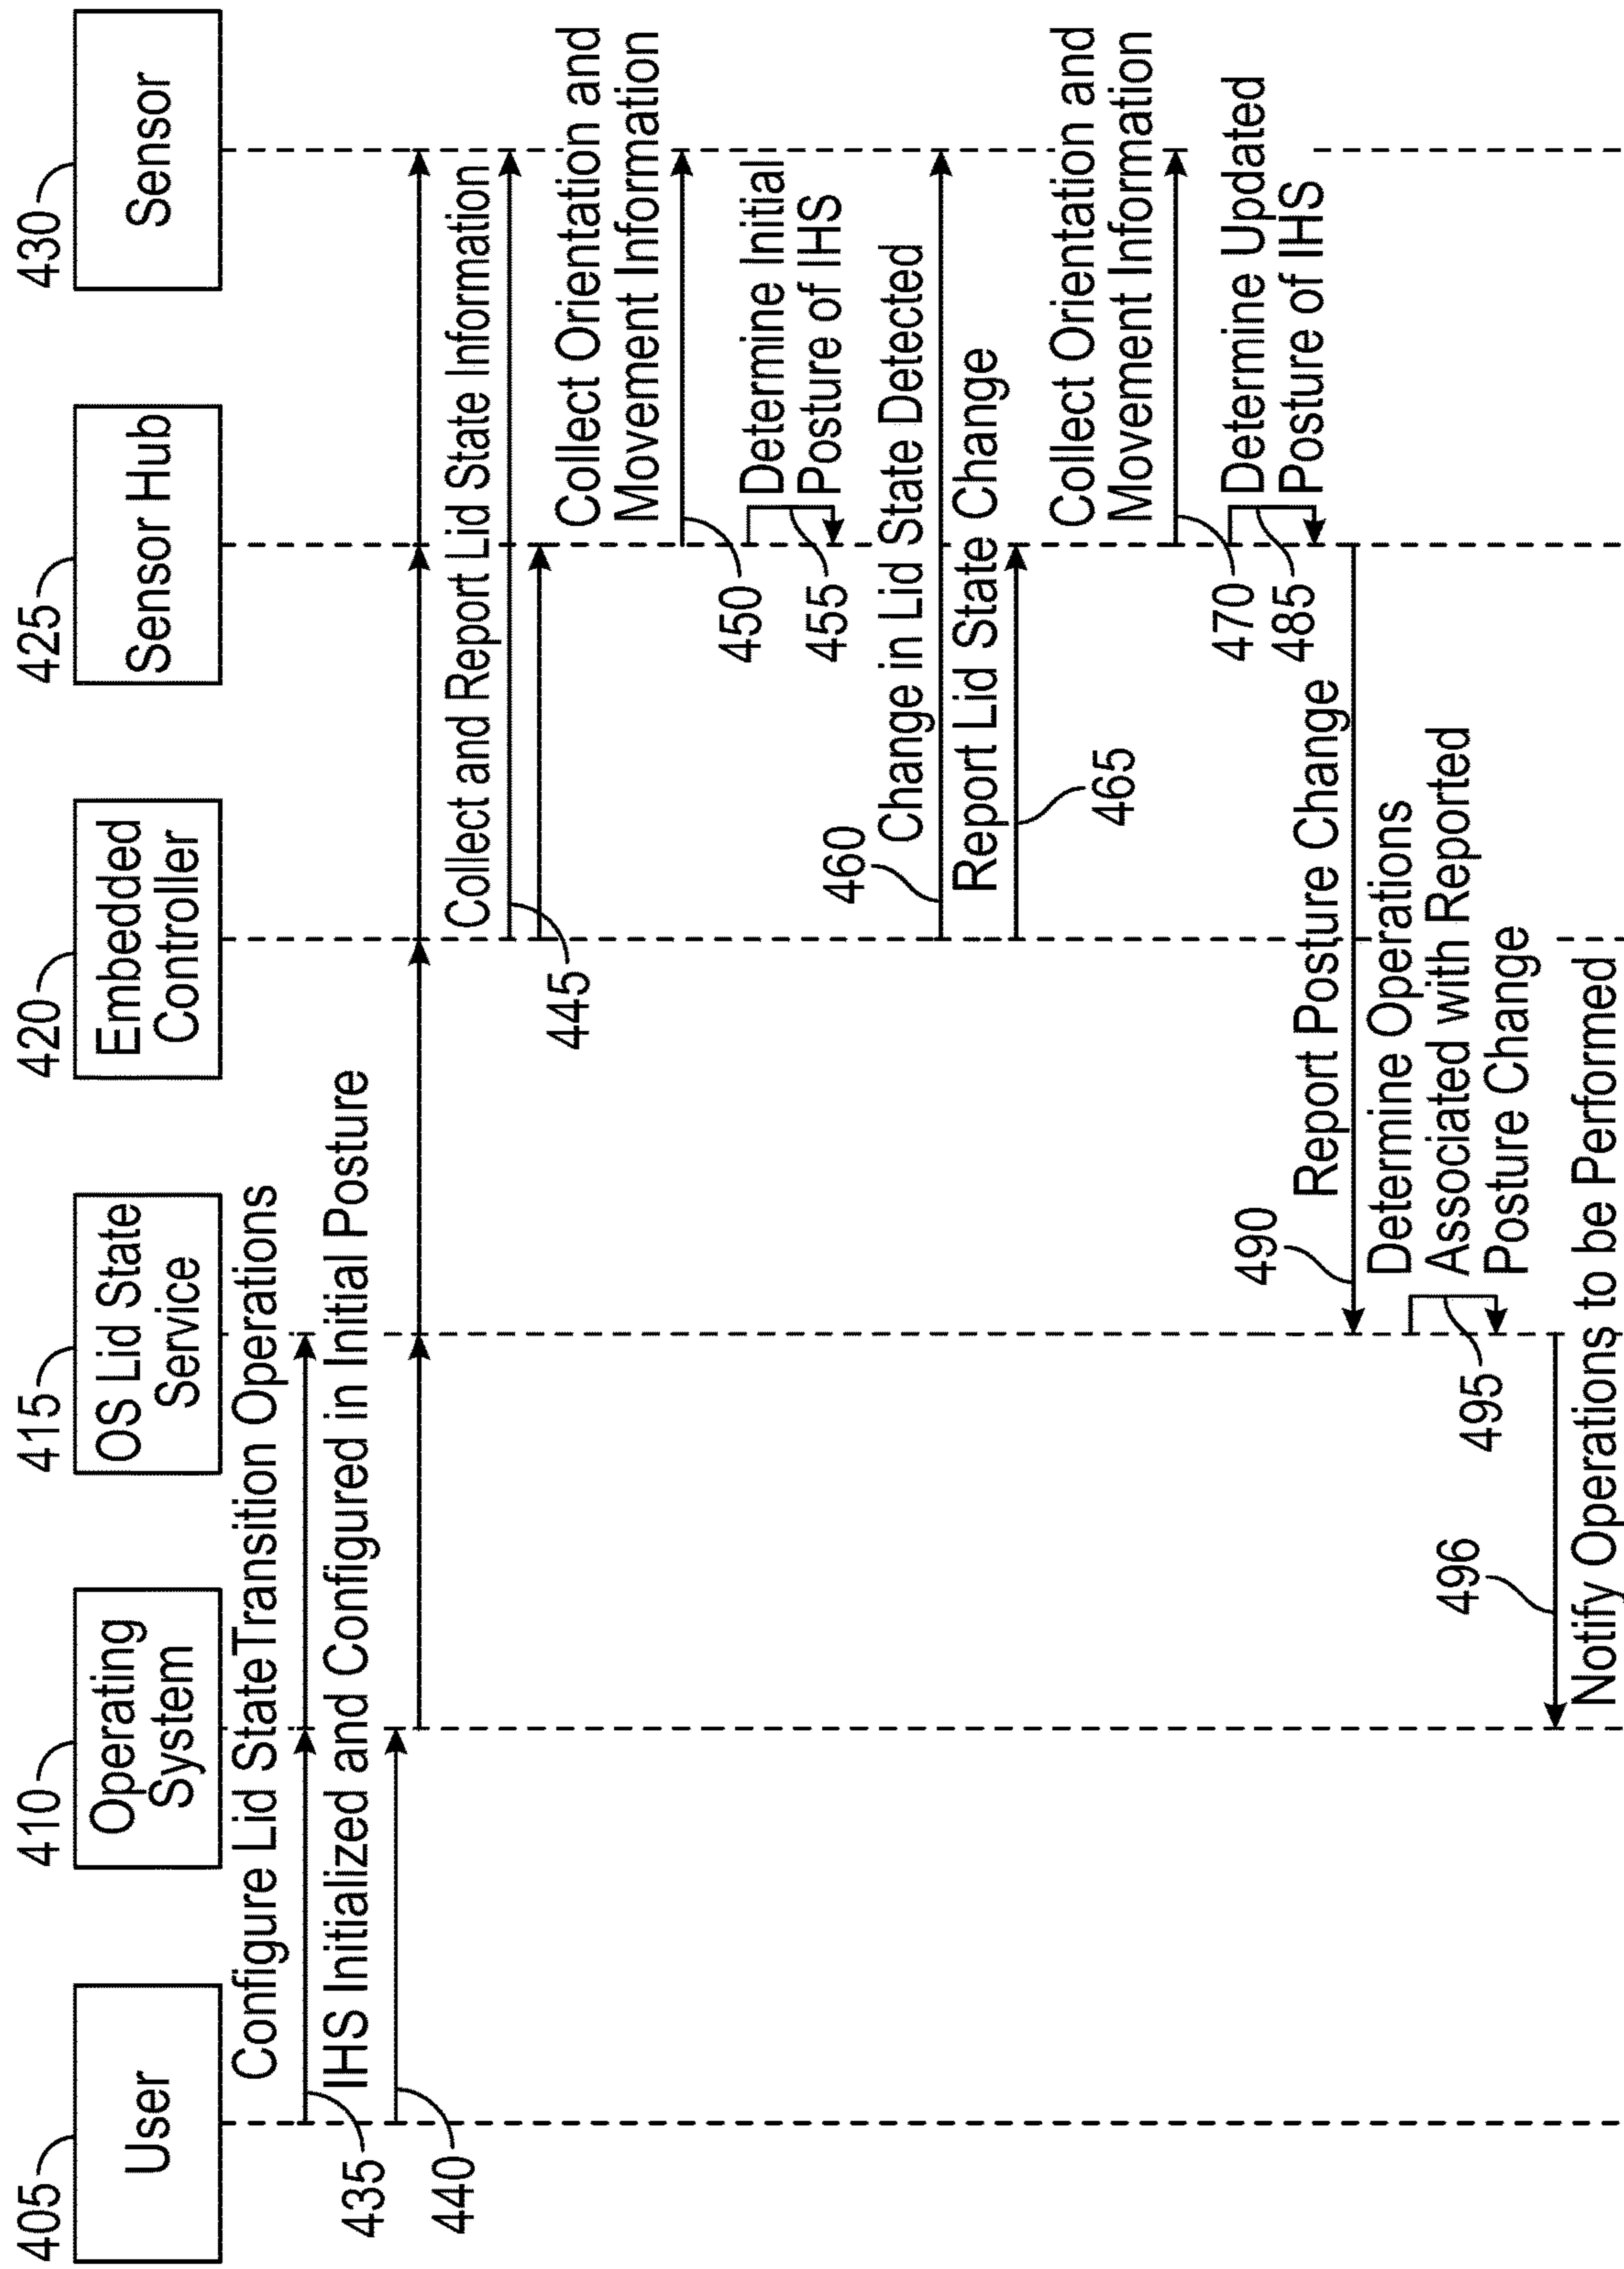 405
User
410
Operating
System
415
OS Lid State
Service
420
Embedded
Controller
425
Sensor Hub
430
Sensor
Configure Lid State Transition Operations
435
IHS Initialized and Configured in Initial Posture
440
Collect and Report Lid State Information
445
Collect Orientation and
Movement Information
450
Determine Initial
Posture of IHS
455
460
Change in Lid State Detected
Report Lid State Change
465
Collect Orientation and
Movement Information
470
Determine Updated
Posture of IHS
485
490
Report Posture Change
Determine Operations
Associated with Reported
Posture Change
495
496
Notify Operations to be Performed